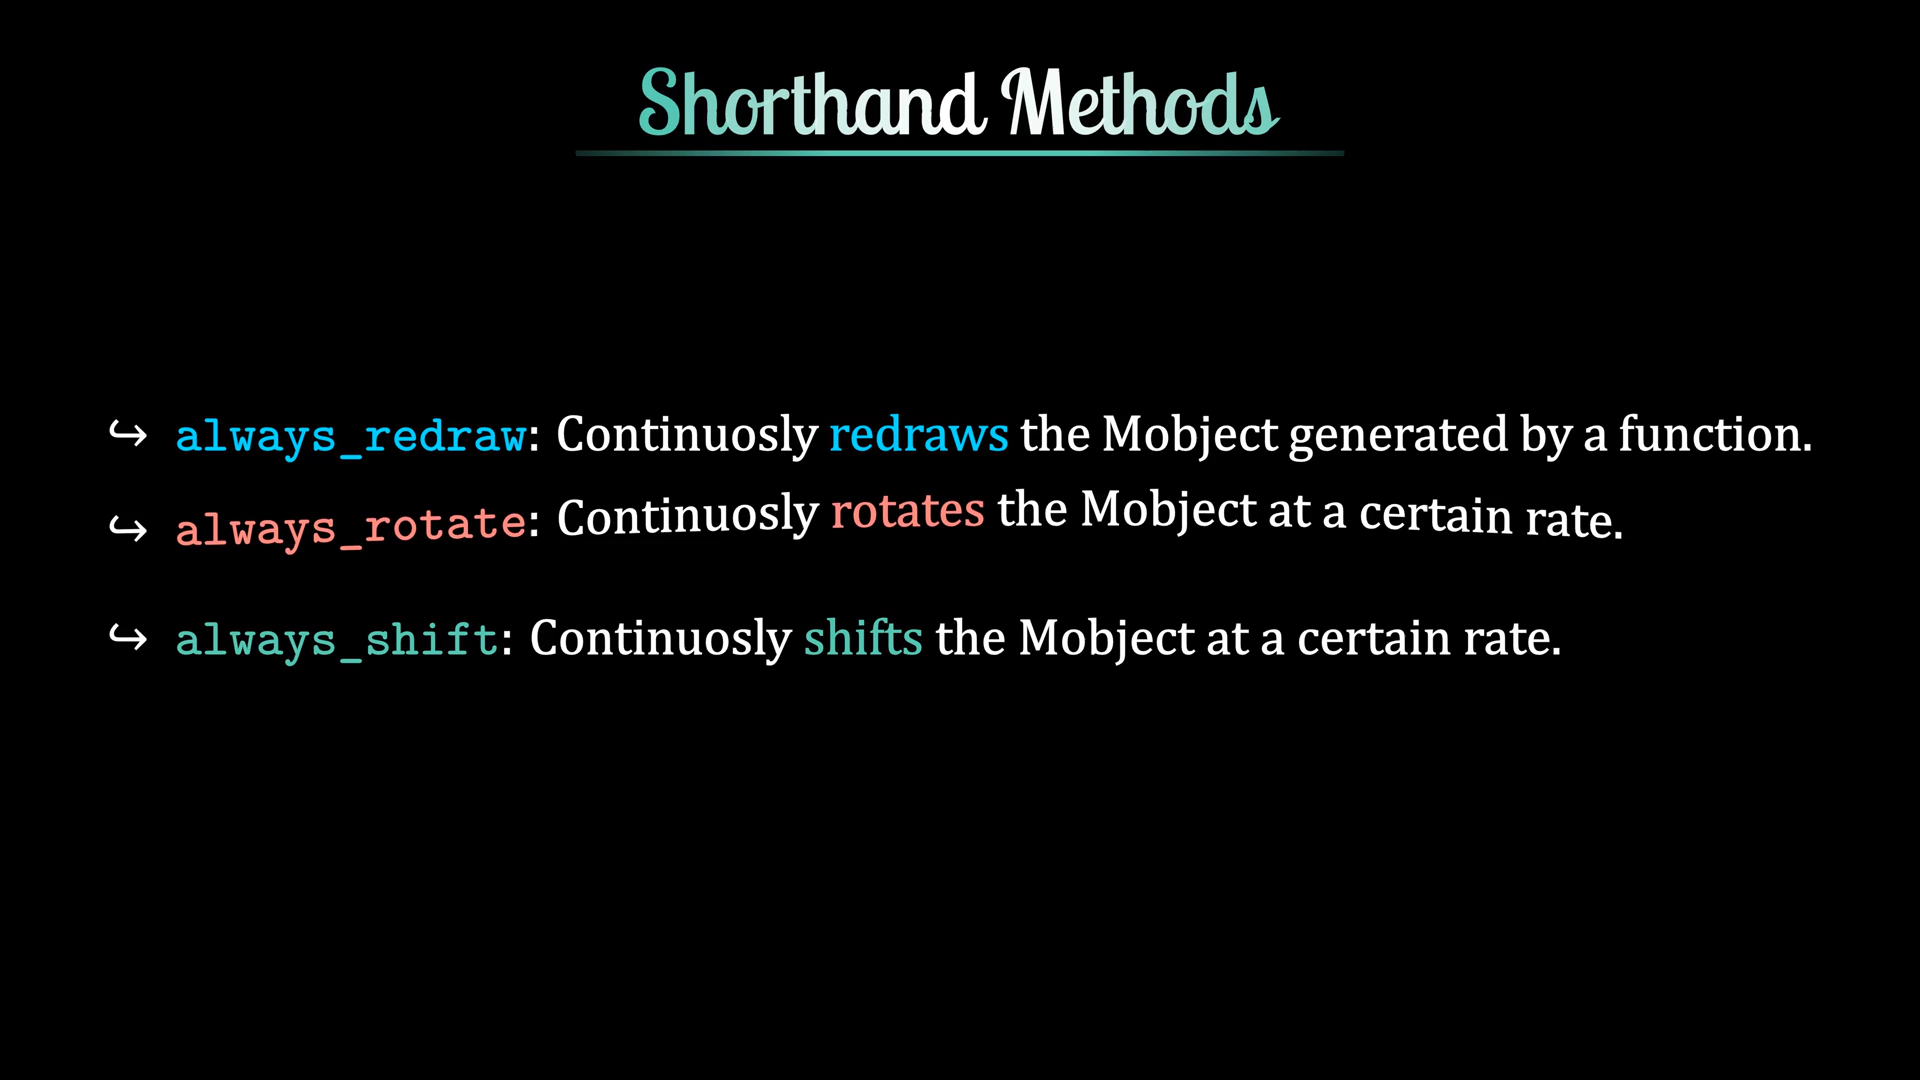 Shorthand Methods
↪ always_redraw: Continuosly redraws the Mobject generated by a function.
↪ always_rotate: Continuosly rotates the Mobject at a certain rate.
↪ always_shift: Continuosly shifts the Mobject at a certain rate.